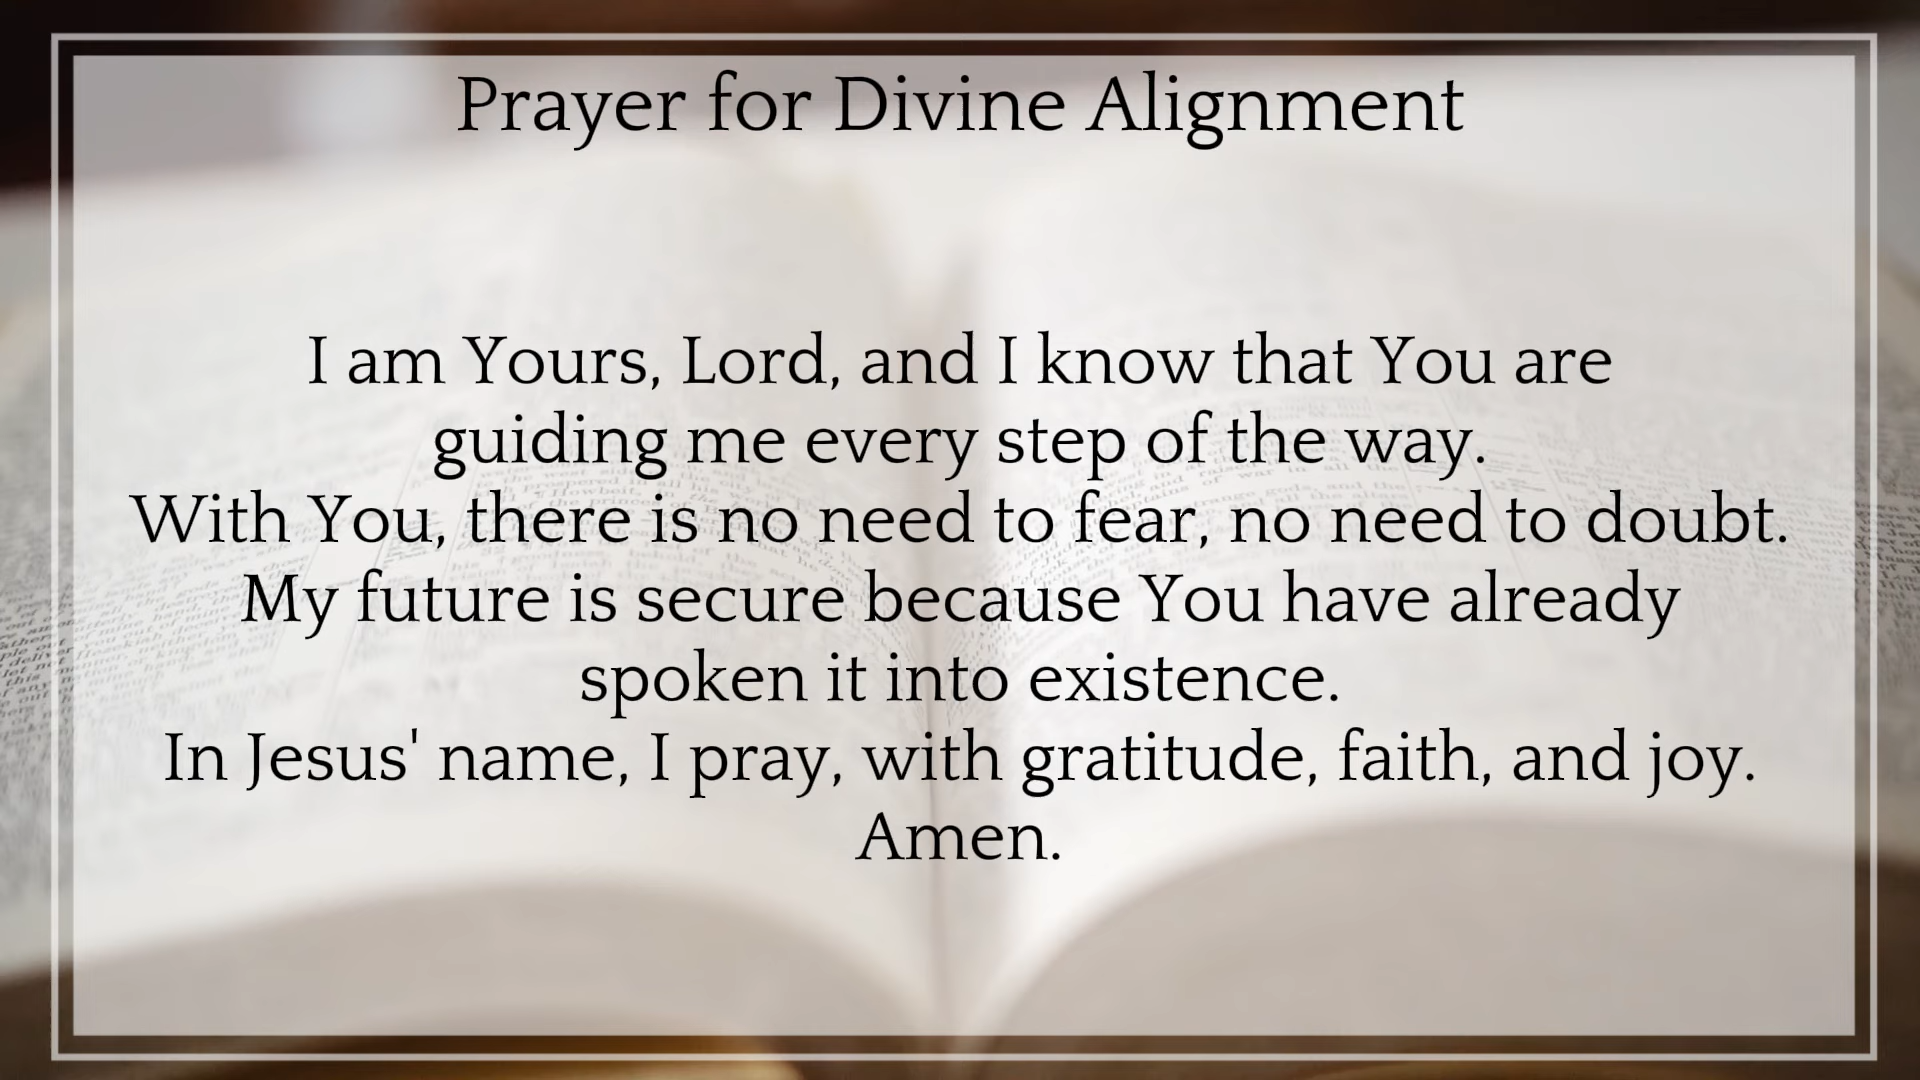 Prayer for Divine Alignment
I am Yours, Lord, and I know that You are
guiding me every step of the way.
With You, there is no need to fear, no need to doubt.
My future is secure because You have already
spoken it into existence.
In Jesus' name, I pray, with gratitude, faith, and joy.
Amen.